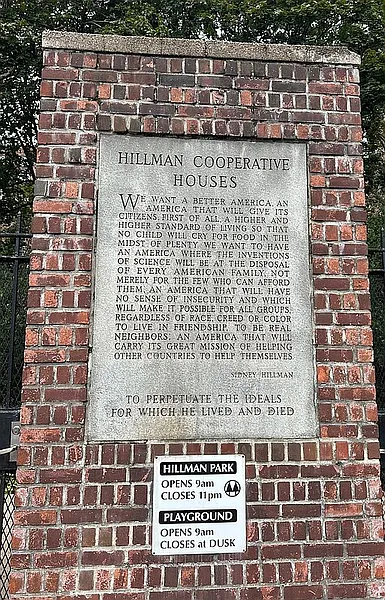 HILLMAN COOPERATIVE
HOUSES
WE WANT A BETTER AMERICA, AN
AMERICA THAT WILL GIVE ITS
CITIZENS, FIRST OF ALL, A HIGHER AND
HIGHER STANDARD OF LIVING SO THAT
NO CHILD WILL CRY FOR FOOD IN THE
MIDST OF PLENTY. WE WANT TO HAVE
AN AMERICA WHERE THE INVENTIONS
OF SCIENCE WILL BE AT THE DISPOSAL
OF EVERY AMERICAN FAMILY, NOT
MERELY FOR THE FEW WHO CAN AFFORD
THEM; AN AMERICA THAT WILL HAVE
NO SENSE OF INSECURITY AND WHICH
WILL MAKE IT POSSIBLE FOR ALL GROUPS,
REGARDLESS OF RACE, CREED OR COLOR
TO LIVE IN FRIENDSHIP, TO BE REAL
NEIGHBORS; AN AMERICA THAT WILL
CARRY ITS GREAT MISSION OF HELPING
OTHER COUNTRIES TO HELP THEMSELVES
SIDNEY HILLMAN
TO PERPETUATE THE IDEALS
FOR WHICH HE LIVED AND DIED
HILLMAN PARK
OPENS 9am
CLOSES 11pm
PLAYGROUND
OPENS 9am
CLOSES at DUSK